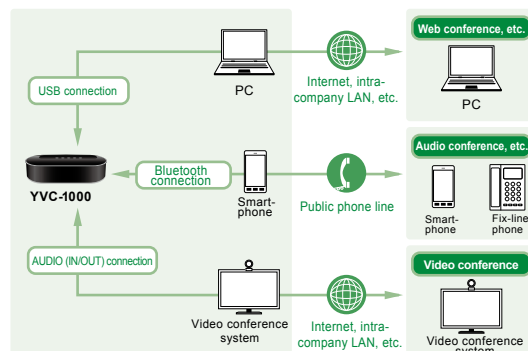 Web conference, etc.
PC
Internet, intra-
company LAN, etc.
PC
USB connection
Audio conference, etc.
Bluetooth
connection
YVC-1000
Smart-
phone
Public phone line
Smart-
phone
Fix-line
phone
AUDIO (IN/OUT) connection
Video conference
Video conference
system
Internet, intra-
company LAN, etc.
Video conference
system